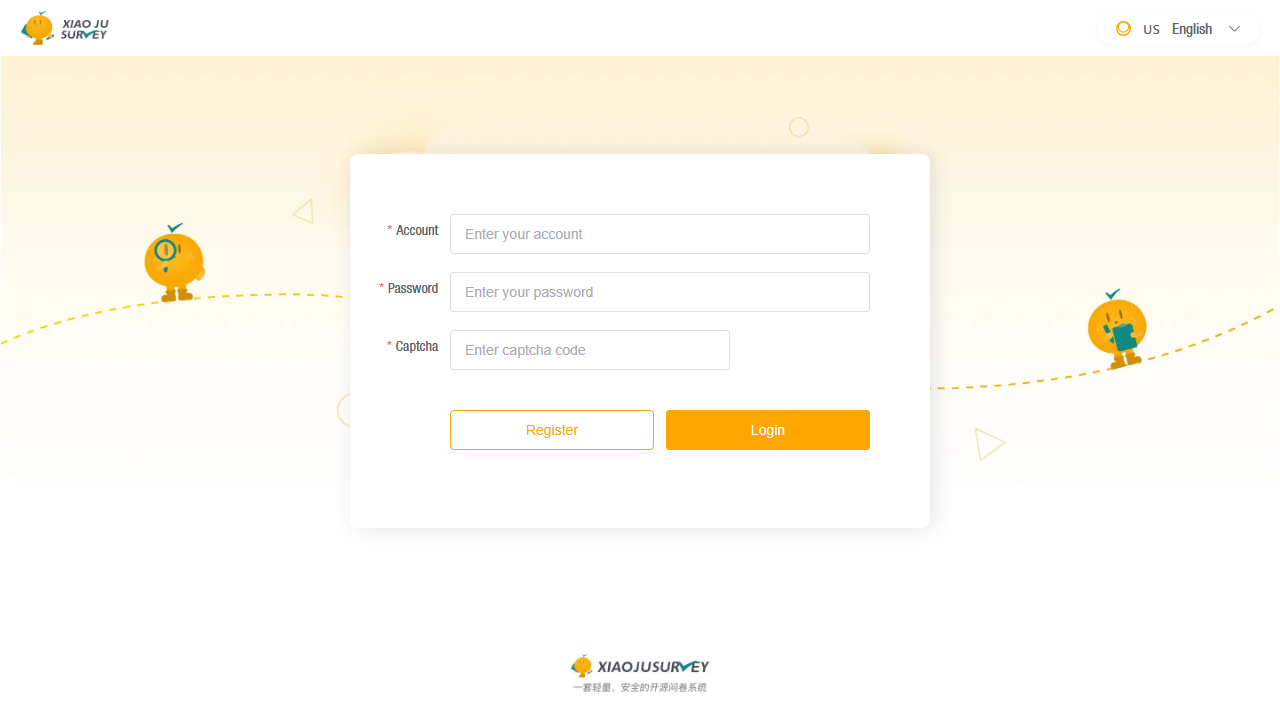 XIAO JU
SURVEY
US English
* Account
Enter your account
* Password
Enter your password
* Captcha
Enter captcha code
Register
Login
XIAOJUSURVEY
一套轻量、安全的开源问卷系统